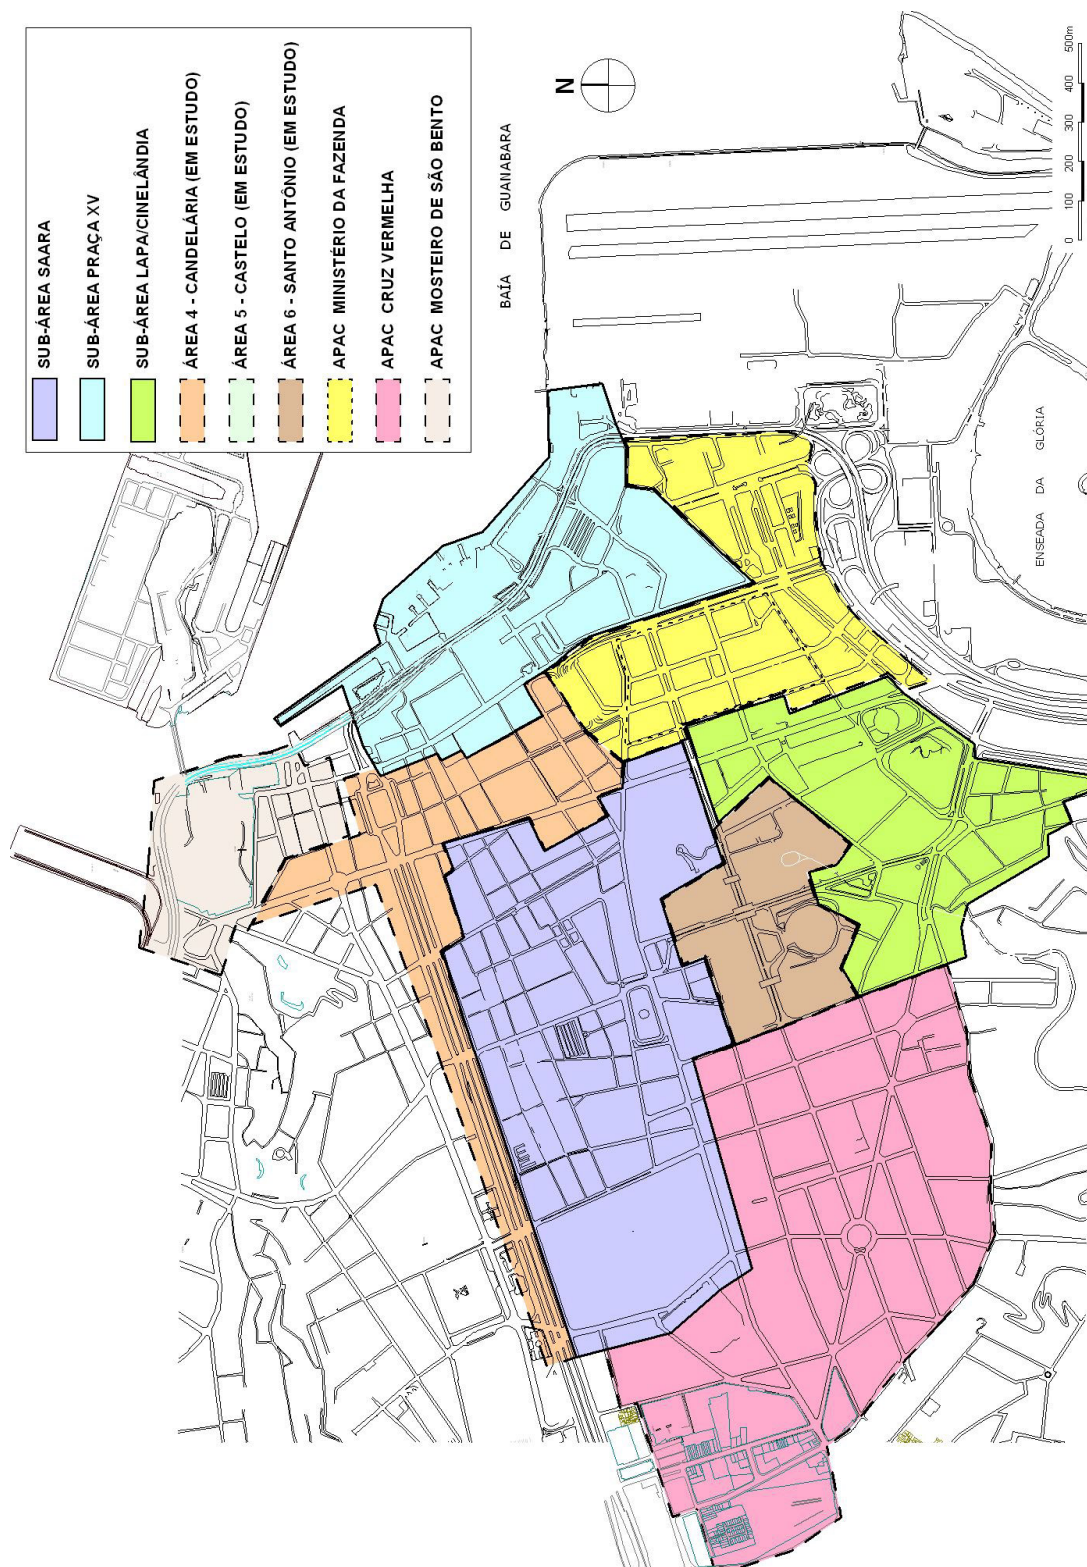 SUB-ÁREA SAARA
SUB-ÁREA PRAÇA XV
SUB-ÁREA LAPA/CINELÂNDIA
ÁREA 4 - CANDELÁRIA (EM ESTUDO)
ÁREA 5 - CASTELO (EM ESTUDO)
ÁREA 6 - SANTO ANTÔNIO (EM ESTUDO)
APAC MINISTÉRIO DA FAZENDA
APAC CRUZ VERMELHA
APAC MOSTEIRO DE SÃO BENTO
N
BAÍA DE GUANABARA
ENSEADA DA GLÓRIA
0 100 200 300 400 500m